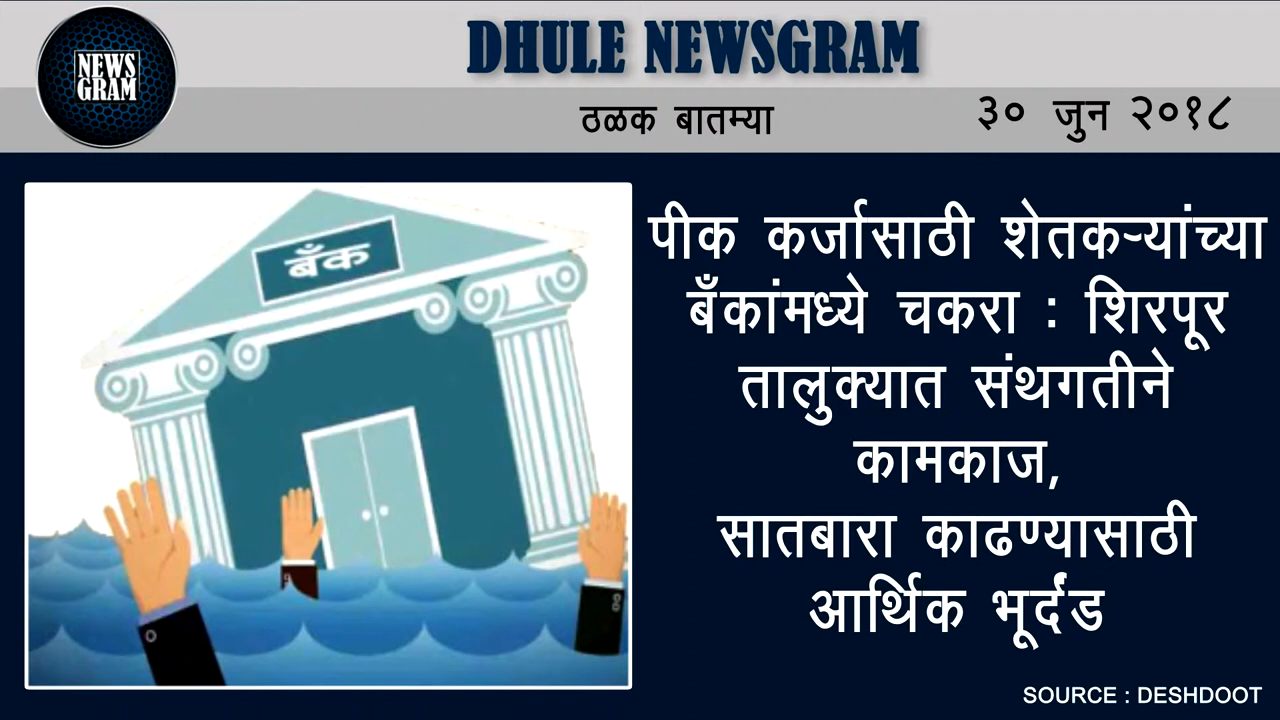 NEWS
GRAM
DHULE NEWSGRAM
ठळक बातम्या
३० जुन २०१८
बँक
पीक कर्जासाठी शेतकऱ्यांच्या
बँकांमध्ये चकरा : शिरपूर
तालुक्यात संथगतीने
कामकाज,
सातबारा काढण्यासाठी
आर्थिक भूर्दंड
SOURCE : DESHDOOT